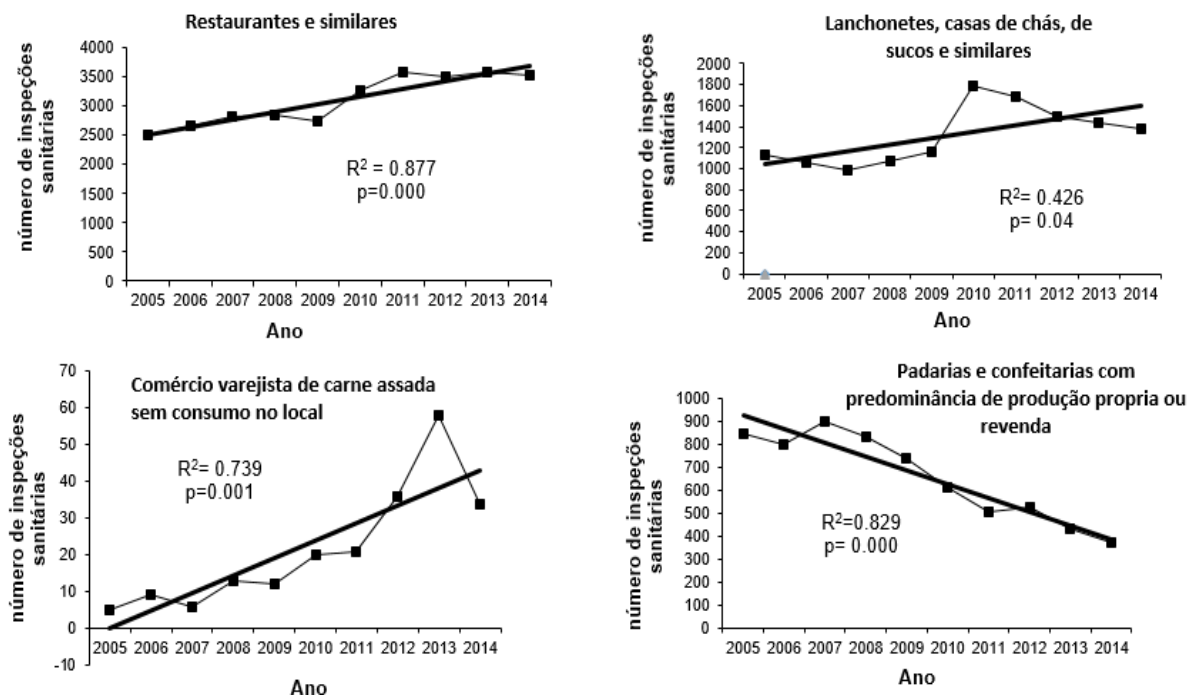 Restaurantes e similares
número de inspeções
sanitárias
4000
3500
3000
2500
2000
1500
1000
500
0
R² = 0.877
p=0.000
2005 2006 2007 2008 2009 2010 2011 2012 2013 2014
Ano
Lanchonetes, casas de chás, de
sucos e similares
número de inspeções
sanitárias
2000
1800
1600
1400
1200
1000
800
600
400
200
0
R²= 0.426
p= 0.04
2005 2006 2007 2008 2009 2010 2011 2012 2013 2014
Ano
Comércio varejista de carne assada
sem consumo no local
número de inspeções
sanitárias
70
60
50
40
30
20
10
0
-10
R²= 0.739
p=0.001
2005 2006 2007 2008 2009 2010 2011 2012 2013 2014
Ano
Padarias e confeitarias com
predominância de produção propria ou
revenda
número de inspeções
sanitárias
1000
900
800
700
600
500
400
300
200
100
0
R²=0.829
p= 0.000
2005 2006 2007 2008 2009 2010 2011 2012 2013 2014
Ano